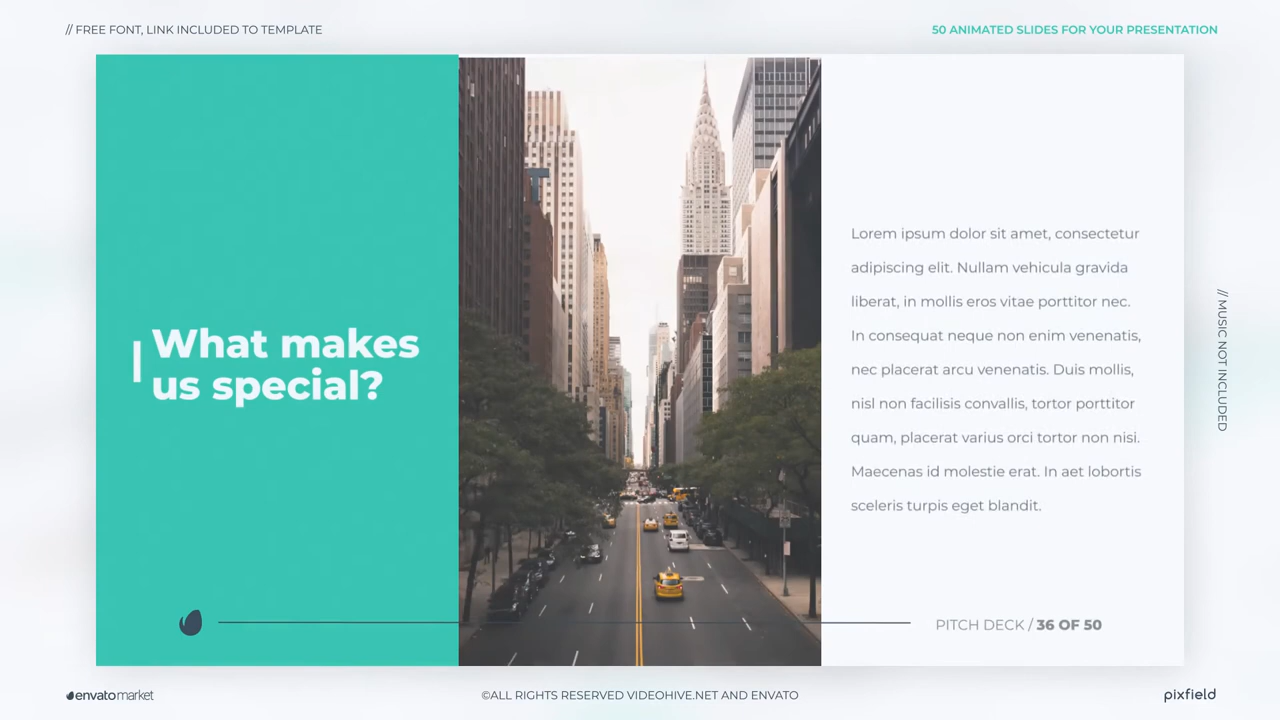 // FREE FONT, LINK INCLUDED TO TEMPLATE
50 ANIMATED SLIDES FOR YOUR PRESENTATION
What makes
us special?
Lorem ipsum dolor sit amet, consectetur
adipiscing elit. Nullam vehicula gravida
liberat, in mollis eros vitae porttitor nec.
In consequat neque non enim venenatis,
nec placerat arcu venenatis. Duis mollis,
nisl non facilisis convallis, tortor porttitor
quam, placerat varius orci tortor non nisi.
Maecenas id molestie erat. In aet lobortis
sceleris turpis eget blandit.
// MUSIC NOT INCLUDED
PITCH DECK / 36 OF 50
envatomarket
©ALL RIGHTS RESERVED VIDEOHIVE.NET AND ENVATO
pixfield